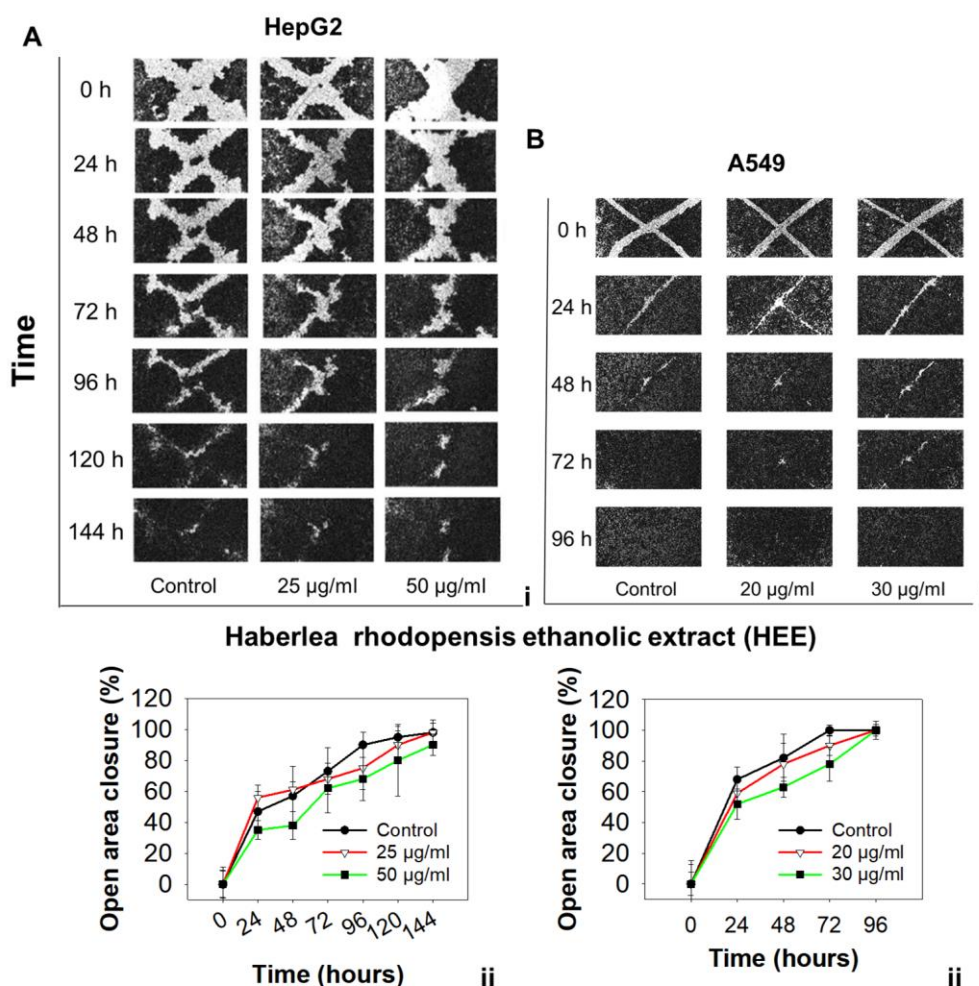 A
HepG2
0 h
24 h
48 h
72 h
96 h
120 h
144 h
Time
Control 25 µg/ml 50 µg/ml
i
B
A549
0 h
24 h
48 h
72 h
96 h
Control 20 µg/ml 30 µg/ml
Haberlea rhodopensis ethanolic extract (HEE)
Open area closure (%)
120
100
80
60
40
20
0
Control
25 µg/ml
50 µg/ml
0 24 48 72 96 120 144
Time (hours)
ii
Open area closure (%)
120
100
80
60
40
20
0
Control
20 µg/ml
30 µg/ml
0 24 48 72 96
Time (hours)
ii